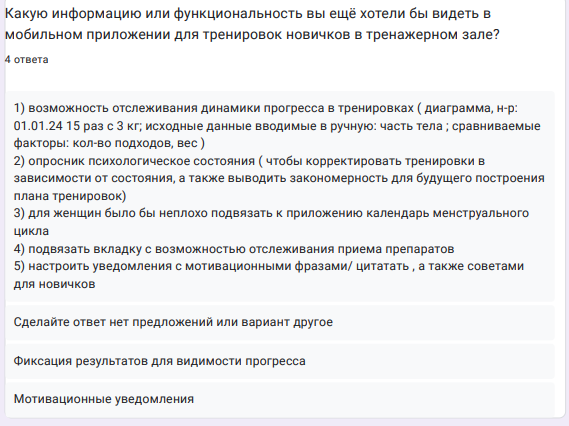 Какую информацию или функциональность вы ещё хотели бы видеть в
мобильном приложении для тренировок новичков в тренажерном зале?
4 ответа
1) возможность отслеживания динамики прогресса в тренировках ( диаграмма, н-р:
01.01.24 15 раз с 3 кг; исходные данные вводимые в ручную: часть тела ; сравниваемые
факторы: кол-во подходов, вес )
2) опросник психологическое состояния ( чтобы корректировать тренировки в
зависимости от состояния, а также выводить закономерность для будущего построения
плана тренировок)
3) для женщин было бы неплохо подвязать к приложению календарь менструального
цикла
4) подвязать вкладку с возможностью отслеживания приема препаратов
5) настроить уведомления с мотивационными фразами/ цитатать , а также советами
для новичков
Сделайте ответ нет предложений или вариант другое
Фиксация результатов для видимости прогресса
Мотивационные уведомления